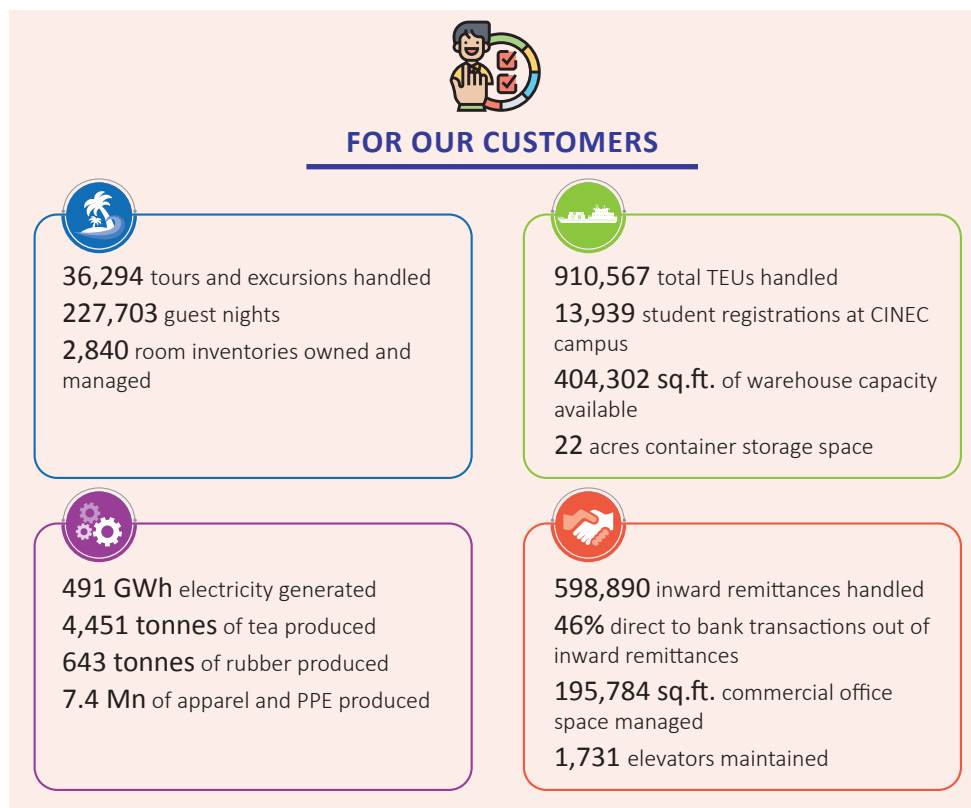 FOR OUR CUSTOMERS
36,294 tours and excursions handled
227,703 guest nights
2,840 room inventories owned and
managed
910,567 total TEUs handled
13,939 student registrations at CINEC
campus
404,302 sq.ft. of warehouse capacity
available
22 acres container storage space
491 GWh electricity generated
4,451 tonnes of tea produced
643 tonnes of rubber produced
7.4 Mn of apparel and PPE produced
598,890 inward remittances handled
46% direct to bank transactions out of
inward remittances
195,784 sq.ft. commercial office
space managed
1,731 elevators maintained